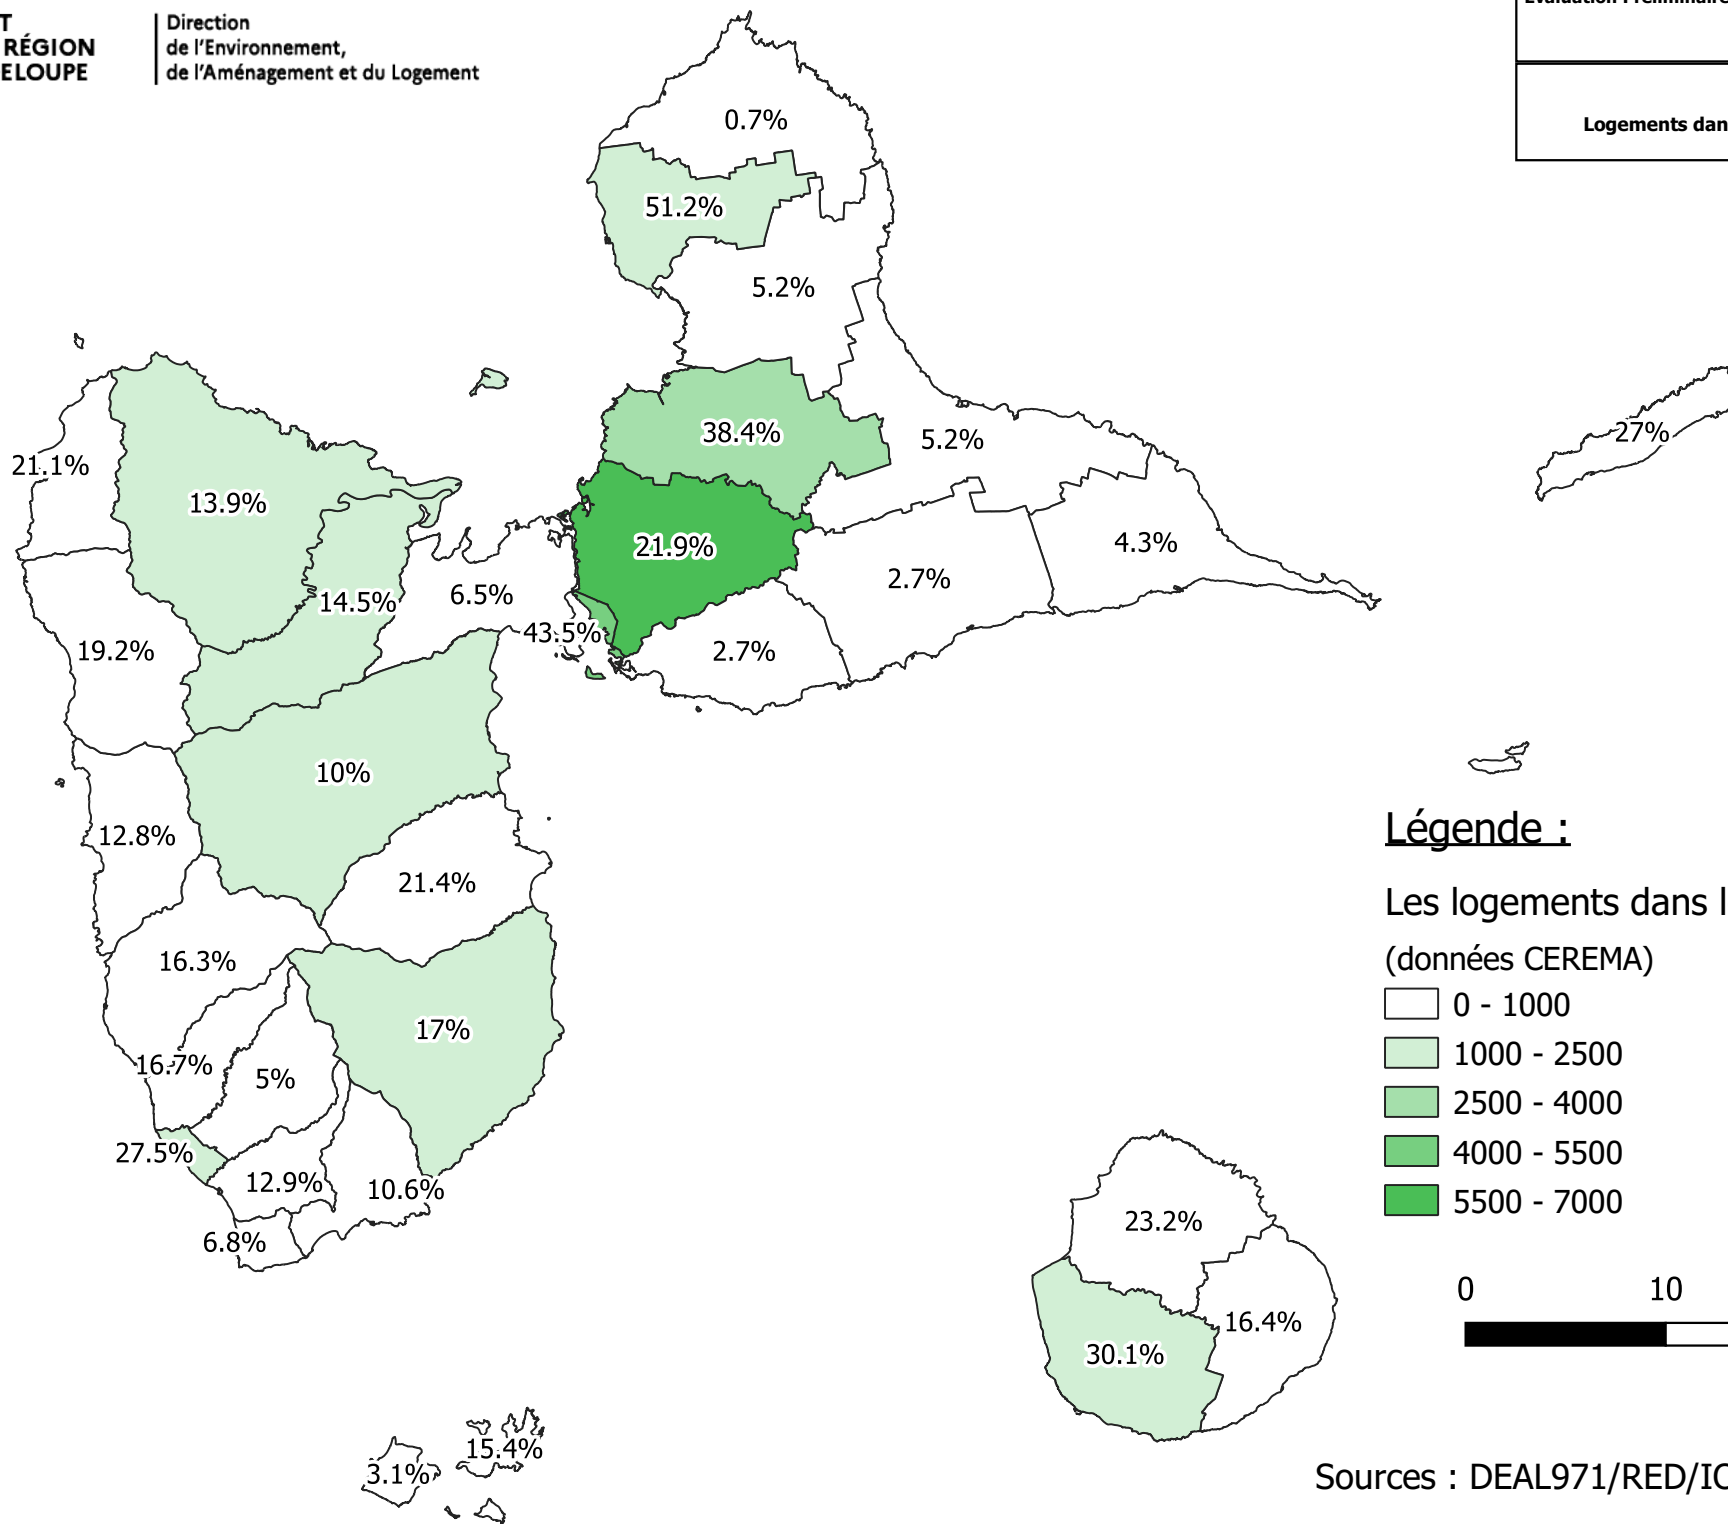 Direction
RÉGION
de l'Environnement,
de l'Aménagement et du Logement
Logements
0.7%
51.2%
5.2%
38.4%
5.2%
27%
21.1%
13.9%
21.9%
4.3%
2.7%
6.5%
14.5%
43.5%
2.7%
19.2%
10%
12.8%
21.4%
16.3%
17%
16.7%
5%
27.5%
12.9%
10.6%
6.8%
Légende :
Les logements dans l
(données CEREMA)
0 - 1000
1000 - 2500
2500 - 4000
4000 - 5500
5500 - 7000
0 10
23.2%
16.4%
30.1%
15.4%
3.1%
Sources : DEAL971/RED/